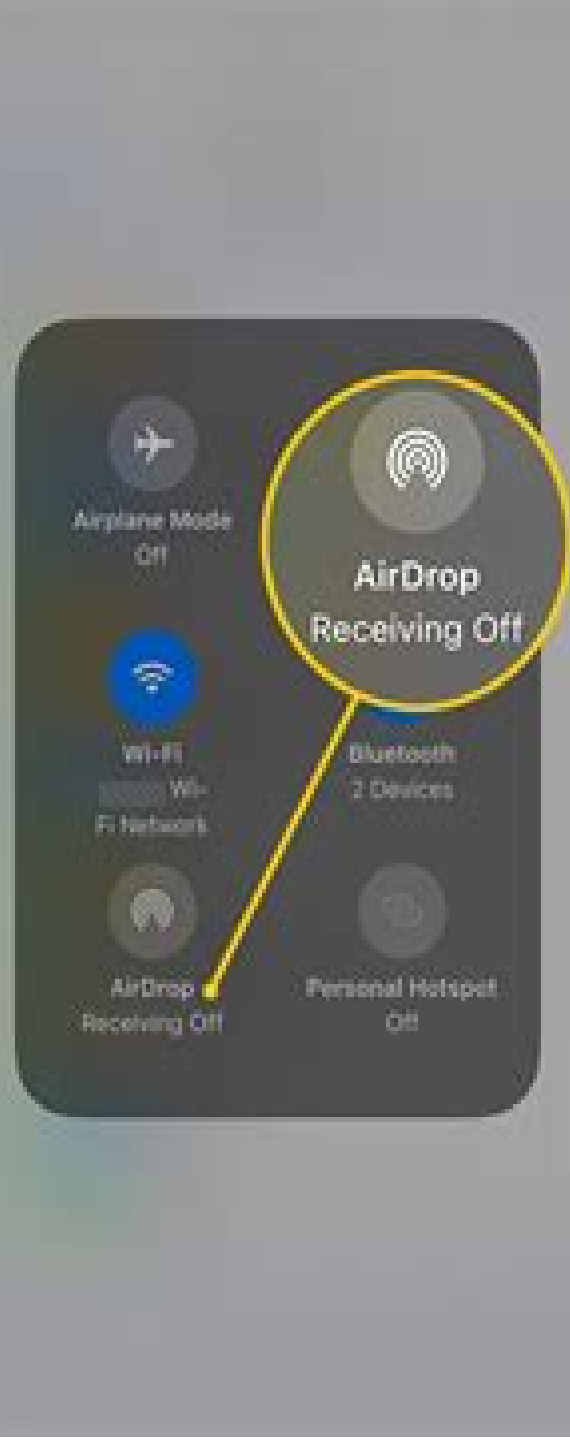 Airplane Mode
Off
AirDrop
Receiving Off
Wi-Fi
Wi-
Fi Network
Bluetooth
2 Devices
AirDrop
Receiving Off
Personal Hotspot
Off